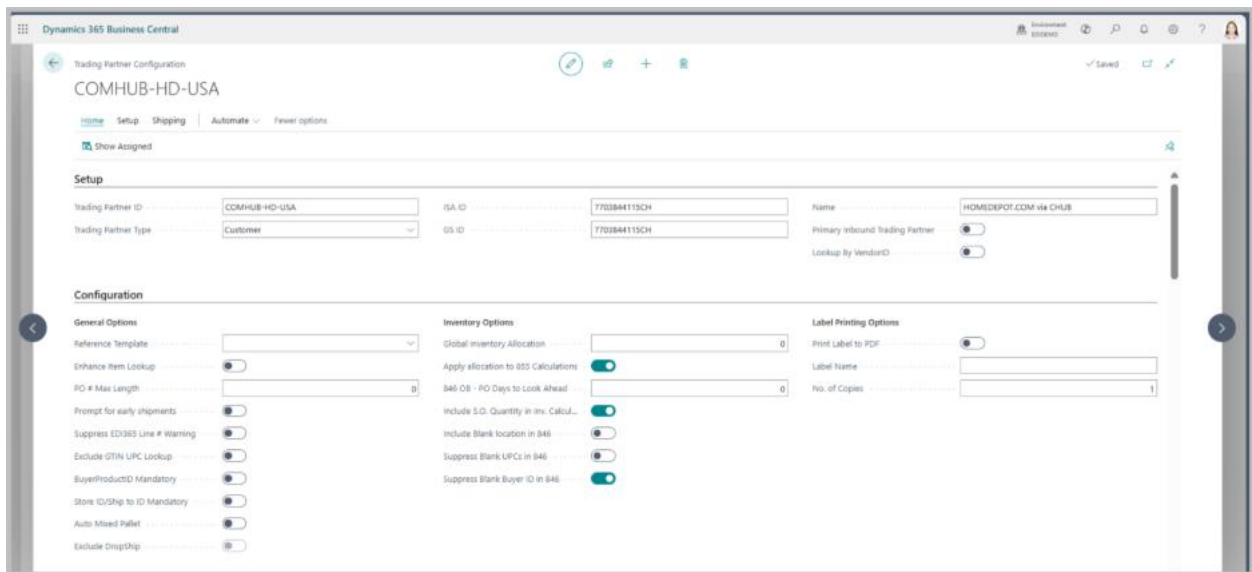 Dynamics 365 Business Central
Environment
?
Trading Partner Configuration
Saved
COMHUB-HD-USA
Home Setup Shipping Automate Fewer options
Show Assigned
Setup
Trading Partner ID COMHUB-HD-USA ISA ID 7703844115CH Name HOMEDEPOT.COM via CHUB
Trading Partner Type Customer GS ID 7703844115CH Primary Inbound Trading Partner
Lookup By VendorID
Configuration
General Options Inventory Options Label Printing Options
Reference Template Global Inventory Allocation 0 Print Label to PDF
Enhance Item Lookup Apply allocation to 855 Calculations Label Name
PO # Max Length 0 846 OB - PO Days to Look Ahead 0 No. of Copies 1
Prompt for early shipments Include S.O. Quantity in Inv. Calcul...
Suppress EDI365 Line # Warning Include Blank location in 846
Exclude GTIN UPC Lookup Suppress Blank UPCs in 846
BuyerProductID Mandatory Suppress Blank Buyer ID in 846
Store ID/Ship to ID Mandatory
Auto Mixed Pallet
Exclude DropShip